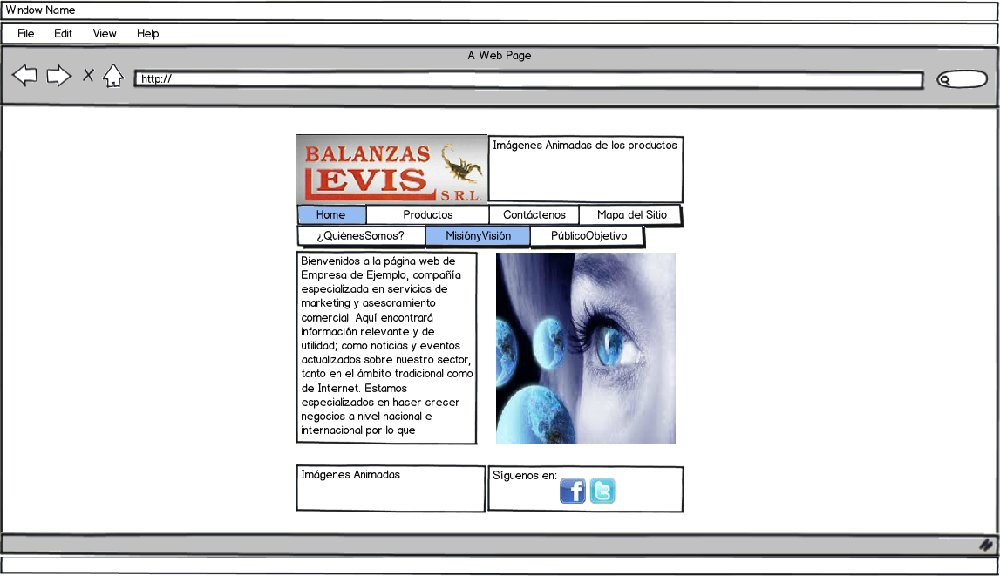 Window Name
File Edit View Help
A Web Page
http://
BALANZAS
LEVIS
S.R.L.
Imágenes Animadas de los productos
Home Productos Contáctenos Mapa del Sitio
¿QuiénesSomos? MisiónyVisión PúblicoObjetivo
Bienvenidos a la página web de
Empresa de Ejemplo, compañía
especializada en servicios de
marketing y asesoramiento
comercial. Aquí encontrará
información relevante y de
utilidad; como noticias y eventos
actualizados sobre nuestro sector,
tanto en el ámbito tradicional como
de Internet. Estamos
especializados en hacer crecer
negocios a nivel nacional e
internacional por lo que
Imágenes Animadas
Síguenos en: